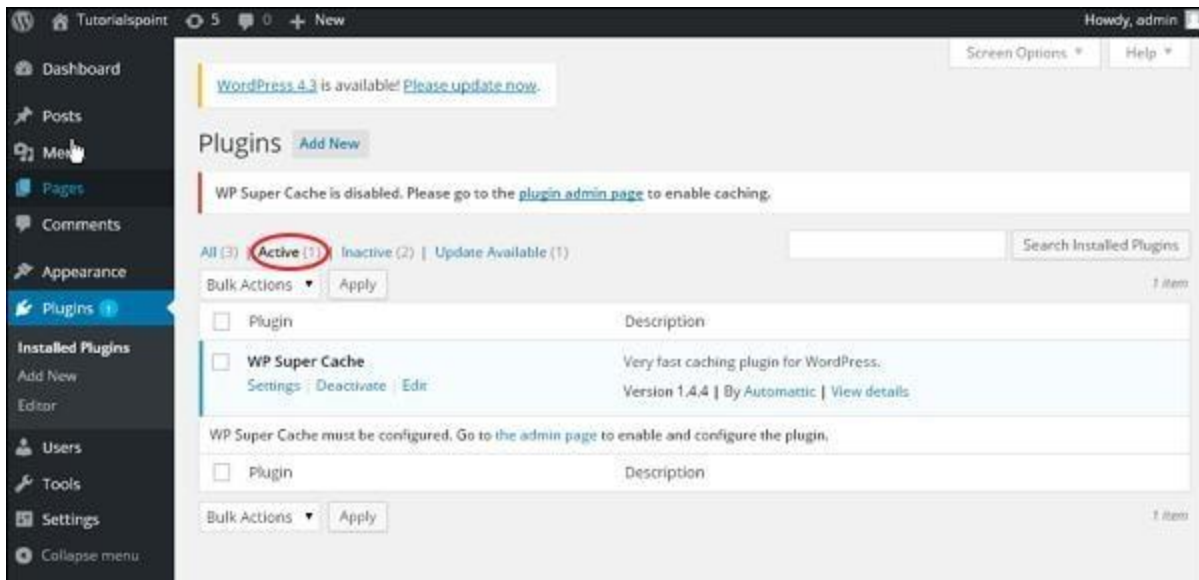 Tutorialspoint 5 0 + New Howdy, admin
Screen Options ▼ Help ▼
Dashboard
Posts
Me
Pages
Comments
Appearance
Plugins 1
Installed Plugins
Add New
Editor
Users
Tools
Settings
Collapse menu
WordPress 4.3 is available! Please update now.
Plugins Add New
WP Super Cache is disabled. Please go to the plugin admin page to enable caching.
All (3) | Active (1) | Inactive (2) | Update Available (1)
Search Installed Plugins
Bulk Actions ▼ Apply 1 item
Plugin Description
WP Super Cache Very fast caching plugin for WordPress.
Settings | Deactivate | Edit Version 1.4.4 | By Automattic | View details
WP Super Cache must be configured. Go to the admin page to enable and configure the plugin.
Plugin Description
Bulk Actions ▼ Apply 1 item